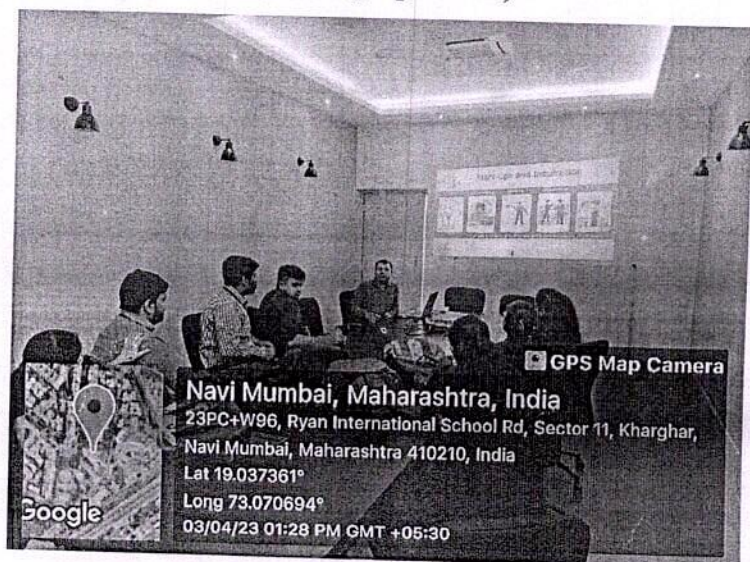 GPS Map Camera
Navi Mumbai, Maharashtra, India
23PC+W96, Ryan International School Rd, Sector 11, Kharghar,
Navi Mumbai, Maharashtra 410210, India
Lat 19.037361°
Long 73.070694°
03/04/23 01:28 PM GMT +05:30
Google